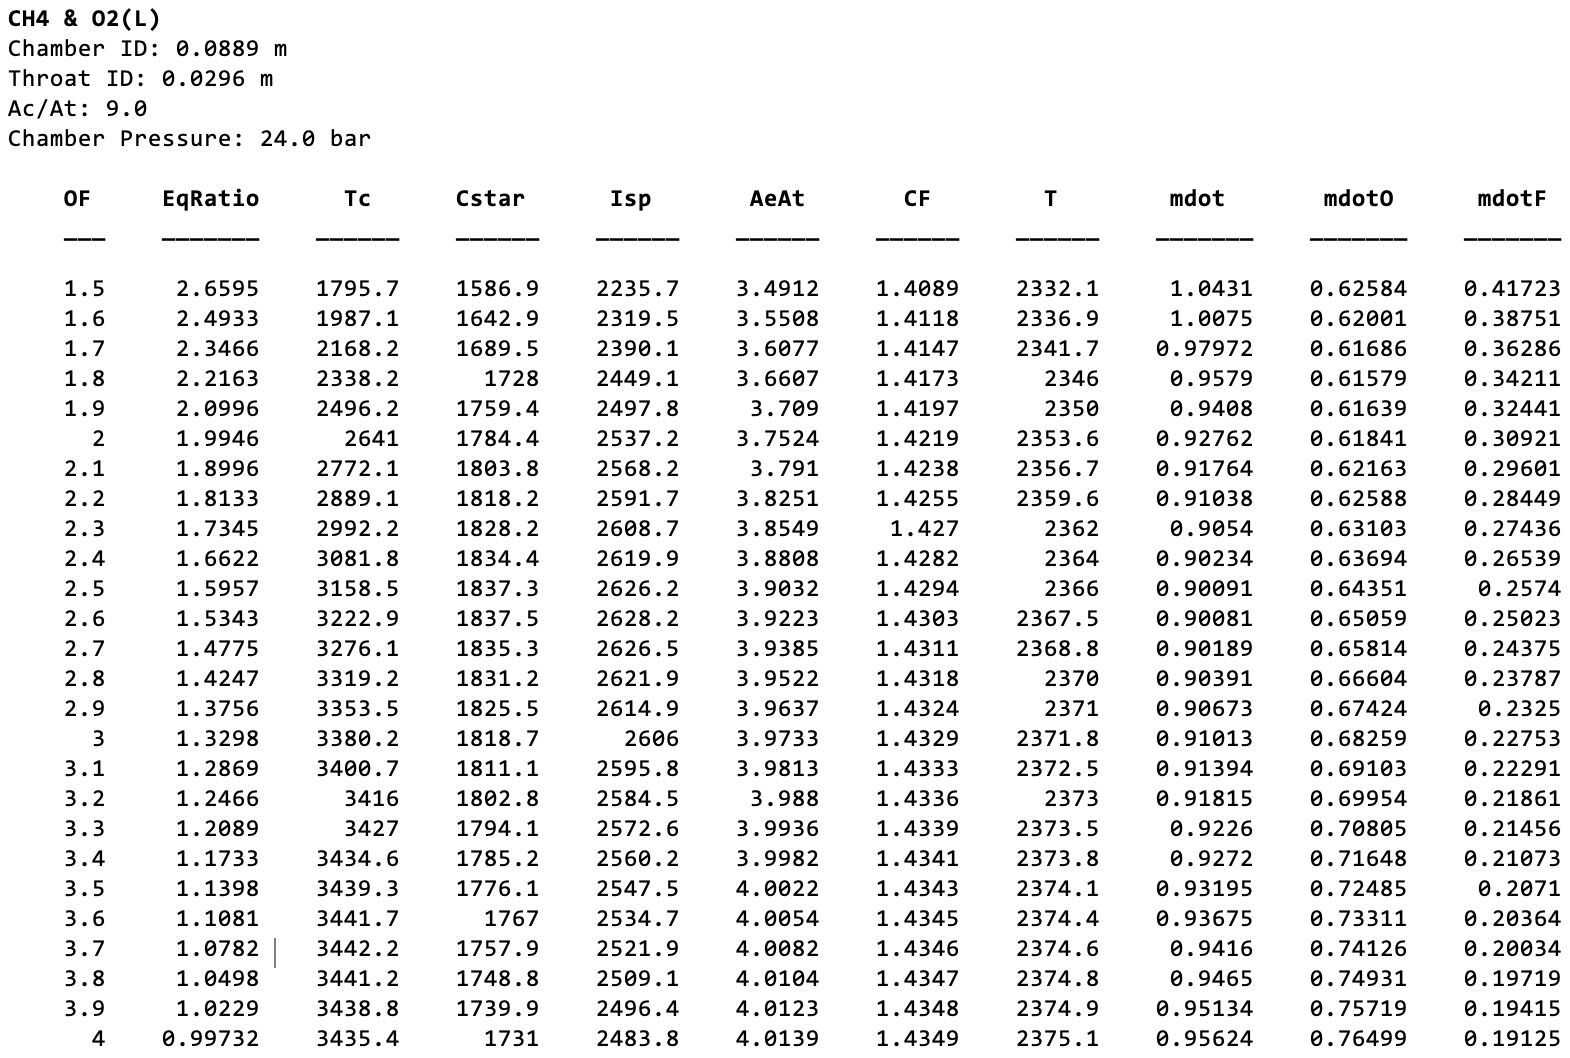 CH4 & O2(L)
Chamber ID: 0.0889 m
Throat ID: 0.0296 m
Ac/At: 9.0
Chamber Pressure: 24.0 bar
OF EqRatio Tc Cstar Isp AeAt CF T mdot mdotO mdotF
1.5 2.6595 1795.7 1586.9 2235.7 3.4912 1.4089 2332.1 1.0431 0.62584 0.41723
1.6 2.4933 1987.1 1642.9 2319.5 3.5508 1.4118 2336.9 1.0075 0.62001 0.38751
1.7 2.3466 2168.2 1689.5 2390.1 3.6077 1.4147 2341.7 0.97972 0.61686 0.36286
1.8 2.2163 2338.2 1728 2449.1 3.6607 1.4173 2346 0.9579 0.61579 0.34211
1.9 2.0996 2496.2 1759.4 2497.8 3.709 1.4197 2350 0.9408 0.61639 0.32441
2 1.9946 2641 1784.4 2537.2 3.7524 1.4219 2353.6 0.92762 0.61841 0.30921
2.1 1.8996 2772.1 1803.8 2568.2 3.791 1.4238 2356.7 0.91764 0.62163 0.29601
2.2 1.8133 2889.1 1818.2 2591.7 3.8251 1.4255 2359.6 0.91038 0.62588 0.28449
2.3 1.7345 2992.2 1828.2 2608.7 3.8549 1.427 2362 0.9054 0.63103 0.27436
2.4 1.6622 3081.8 1834.4 2619.9 3.8808 1.4282 2364 0.90234 0.63694 0.26539
2.5 1.5957 3158.5 1837.3 2626.2 3.9032 1.4294 2366 0.90091 0.64351 0.2574
2.6 1.5343 3222.9 1837.5 2628.2 3.9223 1.4303 2367.5 0.90081 0.65059 0.25023
2.7 1.4775 3276.1 1835.3 2626.5 3.9385 1.4311 2368.8 0.90189 0.65814 0.24375
2.8 1.4247 3319.2 1831.2 2621.9 3.9522 1.4318 2370 0.90391 0.66604 0.23787
2.9 1.3756 3353.5 1825.5 2614.9 3.9637 1.4324 2371 0.90673 0.67424 0.2325
3 1.3298 3380.2 1818.7 2606 3.9733 1.4329 2371.8 0.91013 0.68259 0.22753
3.1 1.2869 3400.7 1811.1 2595.8 3.9813 1.4333 2372.5 0.91394 0.69103 0.22291
3.2 1.2466 3416 1802.8 2584.5 3.988 1.4336 2373 0.91815 0.69954 0.21861
3.3 1.2089 3427 1794.1 2572.6 3.9936 1.4339 2373.5 0.9226 0.70805 0.21456
3.4 1.1733 3434.6 1785.2 2560.2 3.9982 1.4341 2373.8 0.9272 0.71648 0.21073
3.5 1.1398 3439.3 1776.1 2547.5 4.0022 1.4343 2374.1 0.93195 0.72485 0.2071
3.6 1.1081 3441.7 1767 2534.7 4.0054 1.4345 2374.4 0.93675 0.73311 0.20364
3.7 1.0782 3442.2 1757.9 2521.9 4.0082 1.4346 2374.6 0.9416 0.74126 0.20034
3.8 1.0498 3441.2 1748.8 2509.1 4.0104 1.4347 2374.8 0.9465 0.74931 0.19719
3.9 1.0229 3438.8 1739.9 2496.4 4.0123 1.4348 2374.9 0.95134 0.75719 0.19415
4 0.99732 3435.4 1731 2483.8 4.0139 1.4349 2375.1 0.95624 0.76499 0.19125